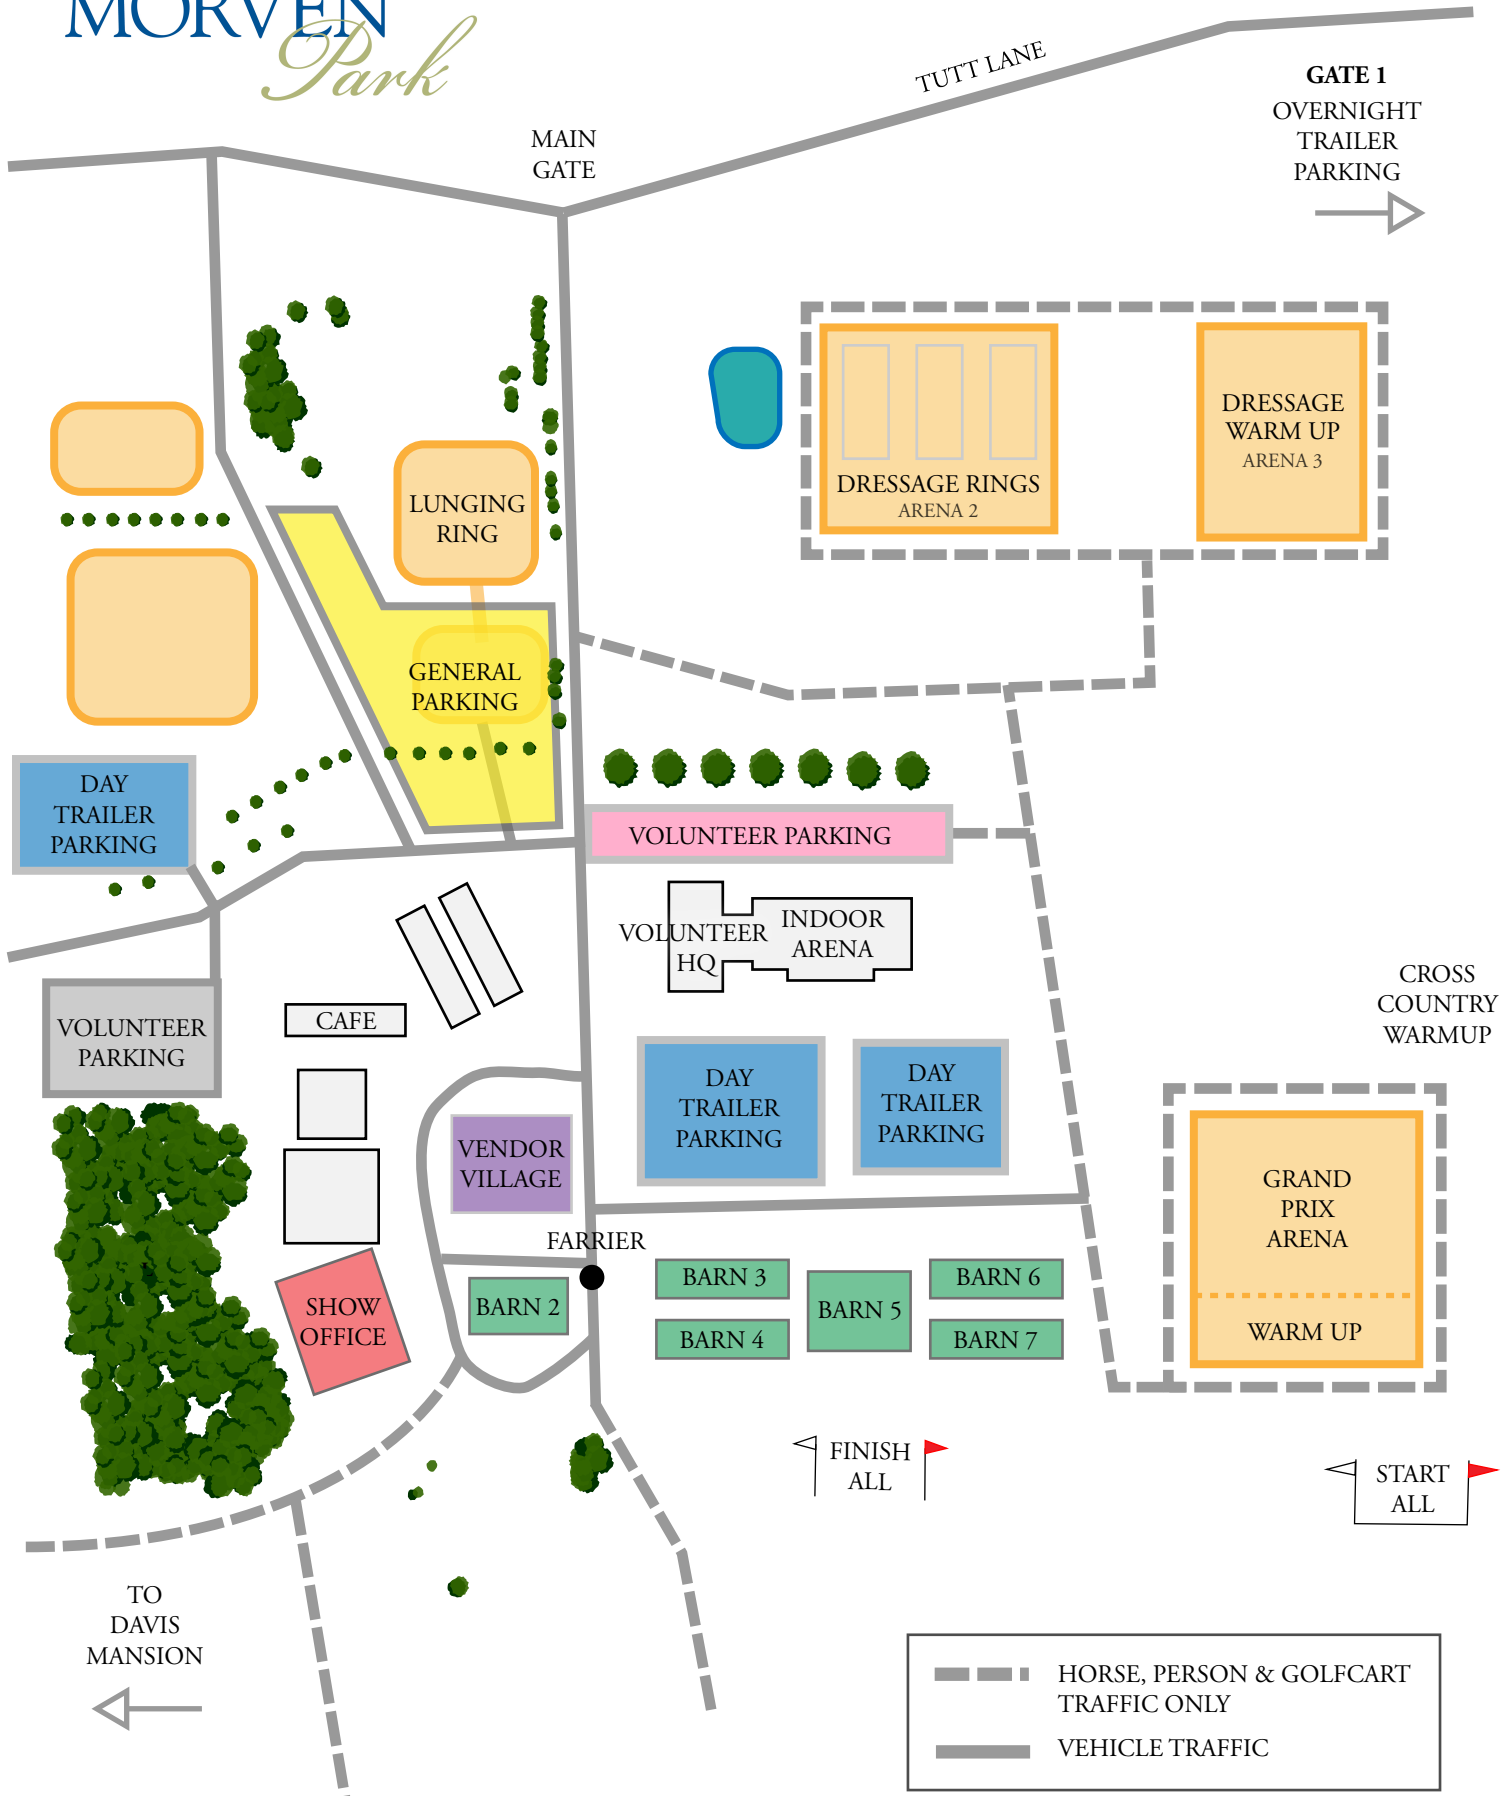 MORVEN
Park
TUTT LANE
GATE 1
OVERNIGHT
TRAILER
PARKING
MAIN
GATE
DRESSAGE RINGS
ARENA 2
DRESSAGE
WARM UP
ARENA 3
LUNGING
RING
GENERAL
PARKING
DAY
TRAILER
PARKING
VOLUNTEER PARKING
VOLUNTEER
HQ
INDOOR
ARENA
CROSS
COUNTRY
WARMUP
VOLUNTEER
PARKING
CAFE
DAY
TRAILER
PARKING
DAY
TRAILER
PARKING
VENDOR
VILLAGE
GRAND
PRIX
ARENA
WARM UP
FARRIER
BARN 2
BARN 3
BARN 4
BARN 5
BARN 6
BARN 7
SHOW
OFFICE
FINISH
ALL
START
ALL
TO
DAVIS
MANSION
HORSE, PERSON & GOLFCART
TRAFFIC ONLY
VEHICLE TRAFFIC